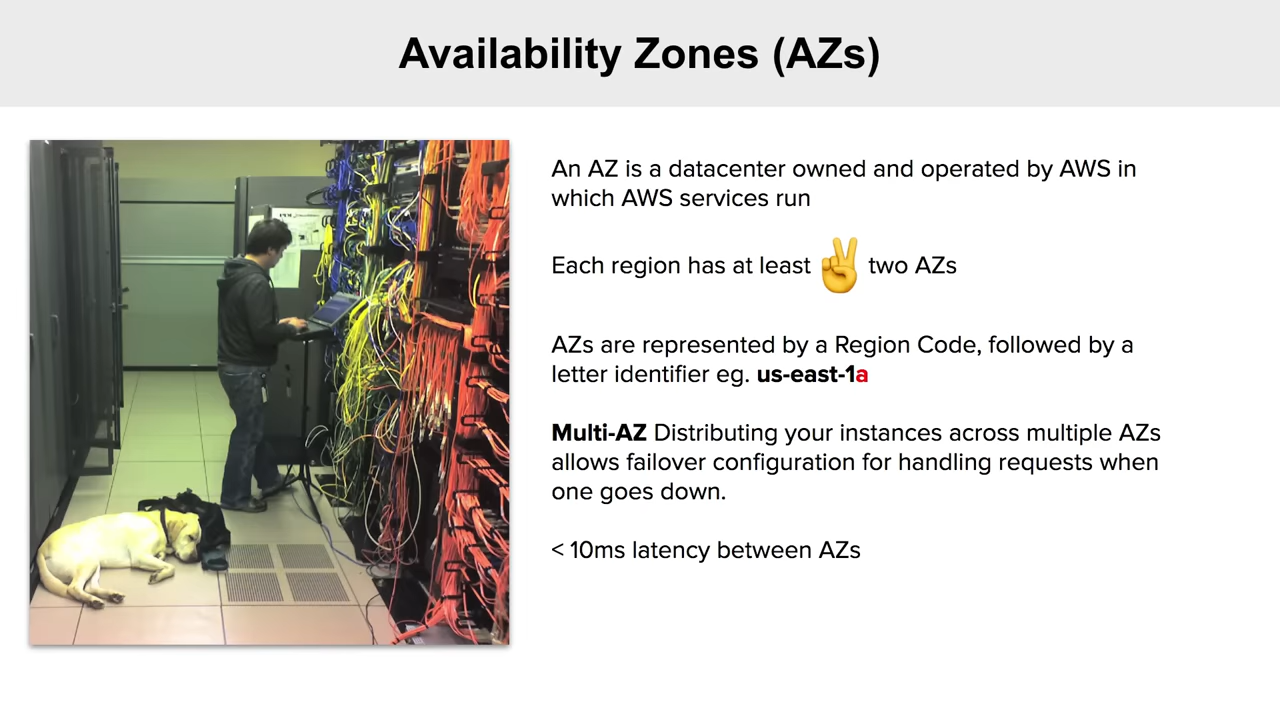 Availability Zones (AZs)
An AZ is a datacenter owned and operated by AWS in
which AWS services run
Each region has at least ✌️ two AZs
AZs are represented by a Region Code, followed by a
letter identifier eg. us-east-1a
Multi-AZ Distributing your instances across multiple AZs
allows failover configuration for handling requests when
one goes down.
< 10ms latency between AZs